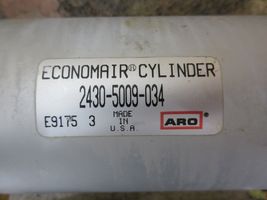 ECONOMAIR® CYLINDER
2430-5009-034
E9175 3
MADE
IN
U.S.A.
ARO